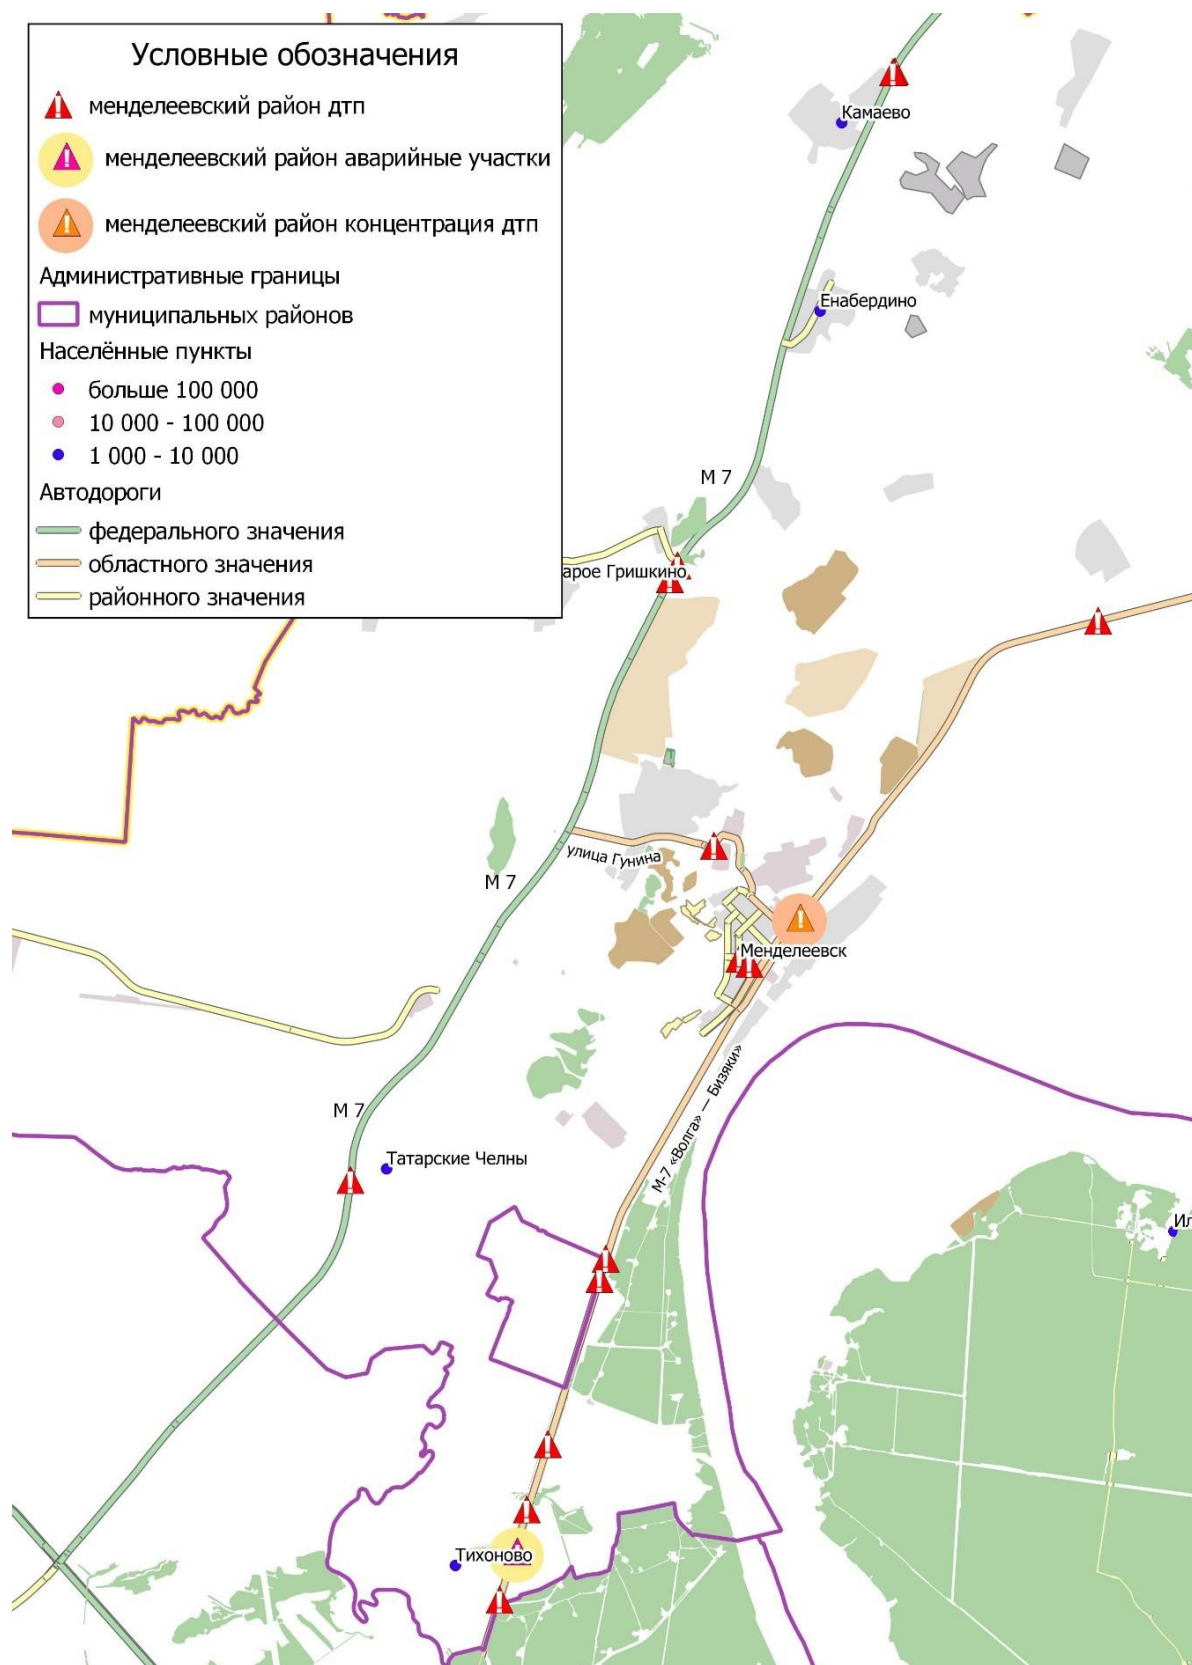 Условные обозначения
менделеевский район дтп
менделеевский район аварийные участки
менделеевский район концентрация дтп
Административные границы
муниципальных районов
Населённые пункты
больше 100 000
10 000 - 100 000
1 000 - 10 000
Автодороги
федерального значения
областного значения
районного значения
Камаево
Енабердино
М 7
арое Гришкино
улица Гунина
М 7
Менделеевск
М-7 «Волга» — Бизяки»
М 7
Татарские Челны
Ил
Тихоново